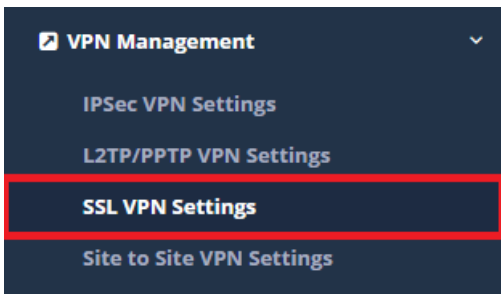 VPN Management
IPSec VPN Settings
L2TP/PPTP VPN Settings
SSL VPN Settings
Site to Site VPN Settings